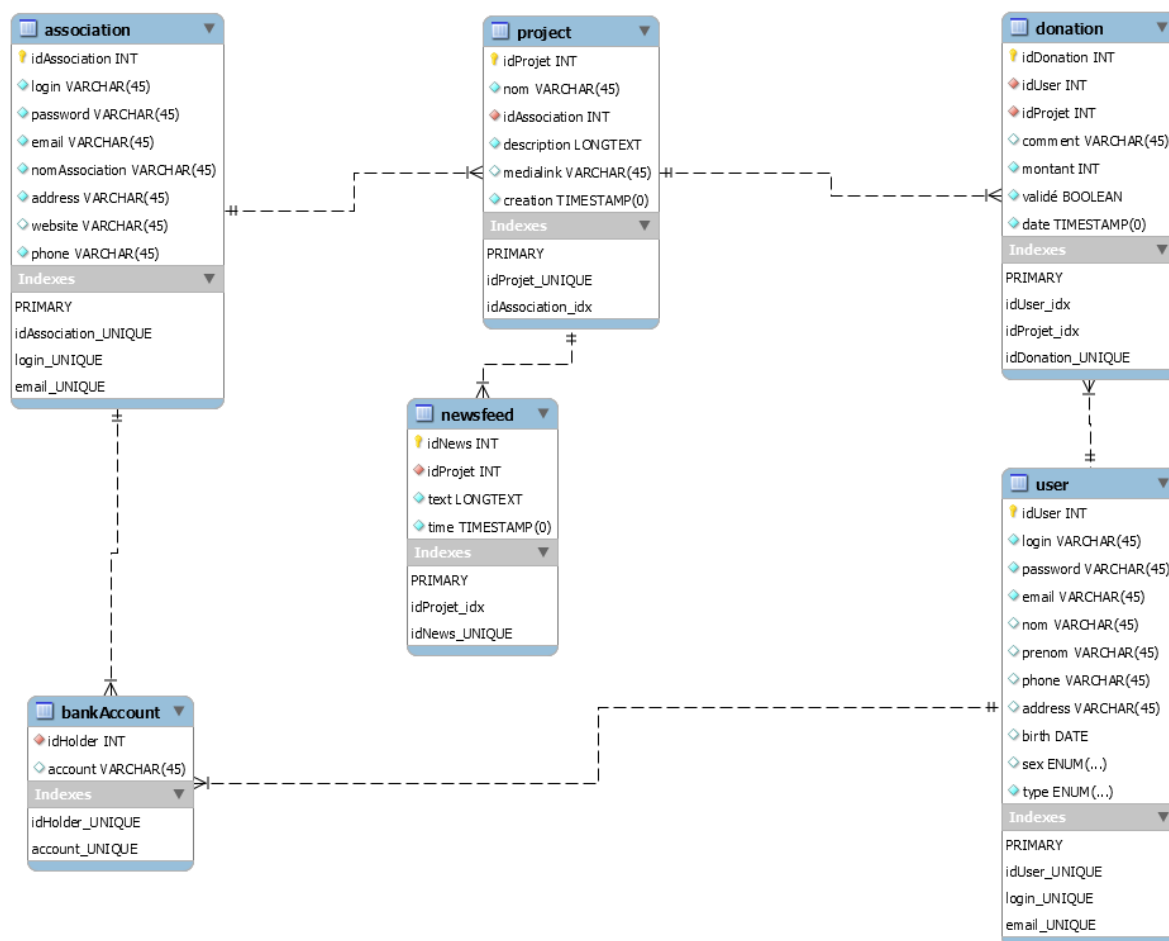 association
idAssociation INT
login VARCHAR(45)
password VARCHAR(45)
email VARCHAR(45)
nomAssociation VARCHAR(45)
address VARCHAR(45)
website VARCHAR(45)
phone VARCHAR(45)
Indexes
PRIMARY
idAssociation_UNIQUE
login_UNIQUE
email_UNIQUE
project
idProjet INT
nom VARCHAR(45)
idAssociation INT
description LONGTEXT
medialink VARCHAR(45)
creation TIMESTAMP(0)
Indexes
PRIMARY
idProjet_UNIQUE
idAssociation_idx
donation
idDonation INT
idUser INT
idProjet INT
comment VARCHAR(45)
montant INT
validé BOOLEAN
date TIMESTAMP(0)
Indexes
PRIMARY
idUser_idx
idProjet_idx
idDonation_UNIQUE
newsfeed
idNews INT
idProjet INT
text LONGTEXT
time TIMESTAMP(0)
Indexes
PRIMARY
idProjet_idx
idNews_UNIQUE
user
idUser INT
login VARCHAR(45)
password VARCHAR(45)
email VARCHAR(45)
nom VARCHAR(45)
prenom VARCHAR(45)
phone VARCHAR(45)
address VARCHAR(45)
birth DATE
sex ENUM(...)
type ENUM(...)
Indexes
PRIMARY
idUser_UNIQUE
login_UNIQUE
email_UNIQUE
bankAccount
idHolder INT
account VARCHAR(45)
Indexes
idHolder_UNIQUE
account_UNIQUE